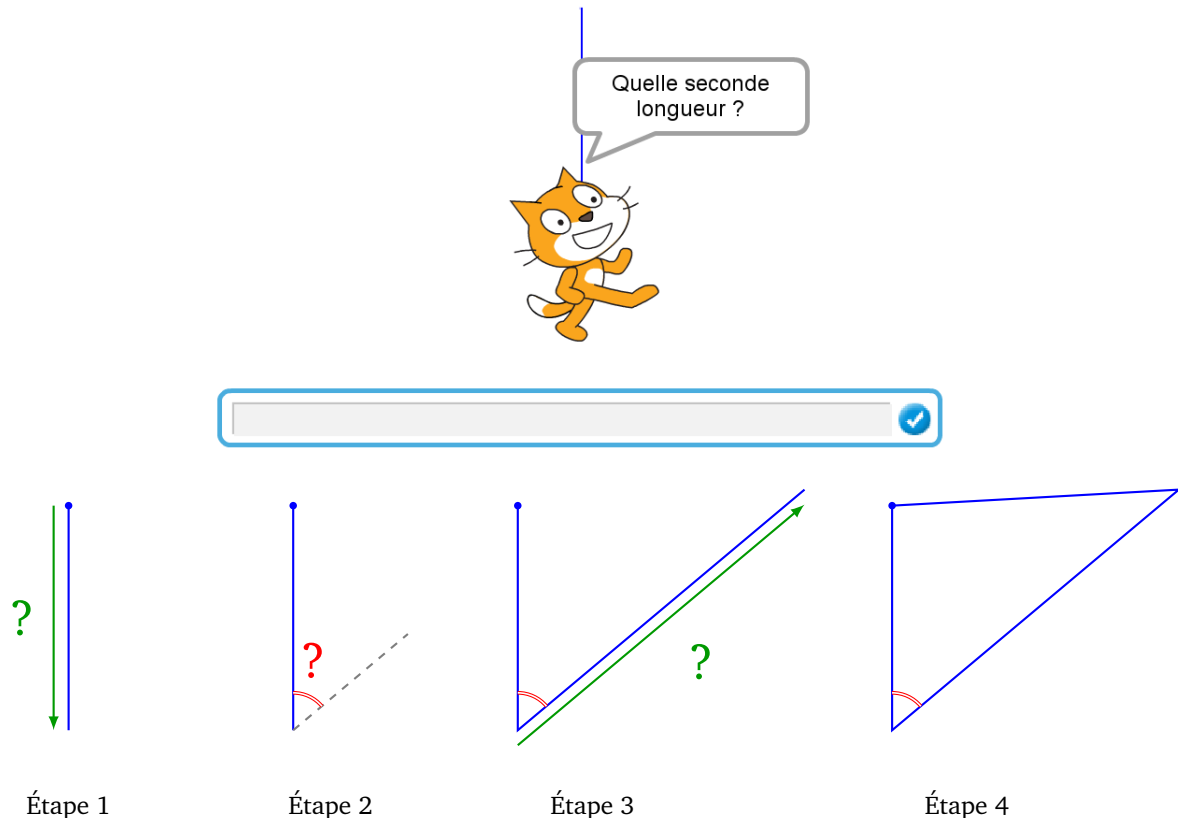 Quelle seconde
longueur ?
?
?
?
Étape 1
Étape 2
Étape 3
Étape 4